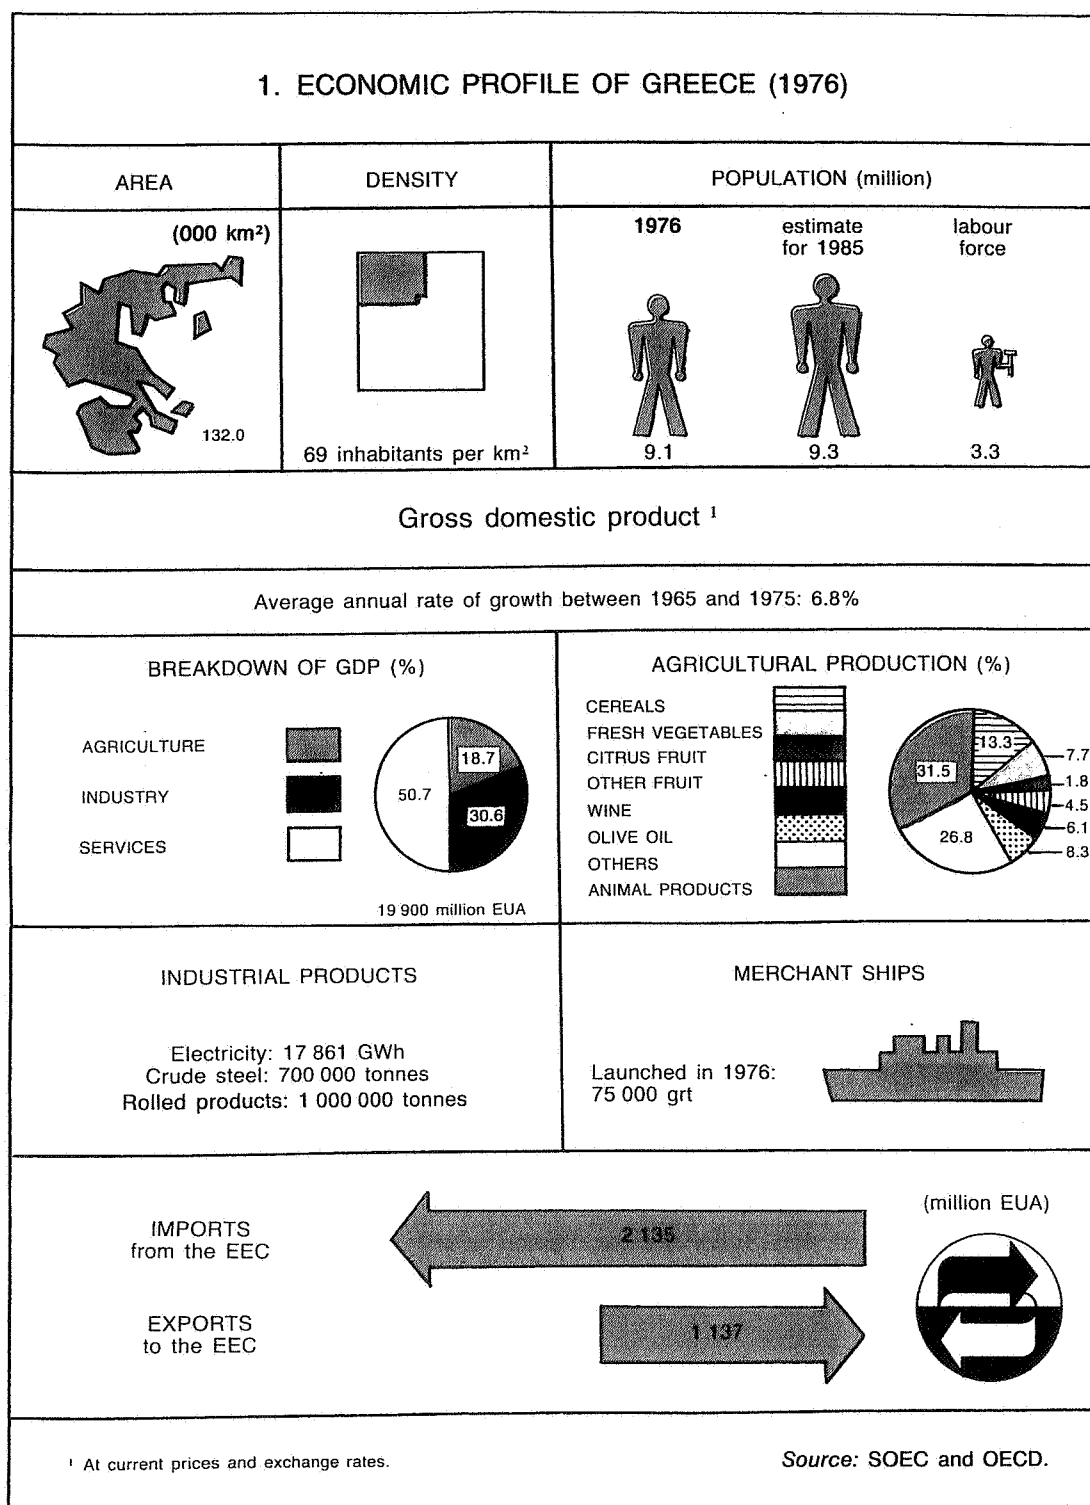 1. ECONOMIC PROFILE OF GREECE (1976)
AREA
DENSITY
POPULATION (million)
(000 km²)
132.0
69 inhabitants per km²
1976
estimate
for 1985
labour
force
9.1
9.3
3.3
Gross domestic product ¹
Average annual rate of growth between 1965 and 1975: 6.8%
BREAKDOWN OF GDP (%)
AGRICULTURE
INDUSTRY
SERVICES
18.7
50.7
30.6
19 900 million EUA
AGRICULTURAL PRODUCTION (%)
CEREALS
FRESH VEGETABLES
CITRUS FRUIT
OTHER FRUIT
WINE
OLIVE OIL
OTHERS
ANIMAL PRODUCTS
13.3
7.7
1.8
4.5
6.1
8.3
26.8
31.5
INDUSTRIAL PRODUCTS
Electricity: 17 861 GWh
Crude steel: 700 000 tonnes
Rolled products: 1 000 000 tonnes
MERCHANT SHIPS
Launched in 1976:
75 000 grt
IMPORTS
from the EEC
2 135
(million EUA)
EXPORTS
to the EEC
1 137
¹ At current prices and exchange rates.
Source: SOEC and OECD.